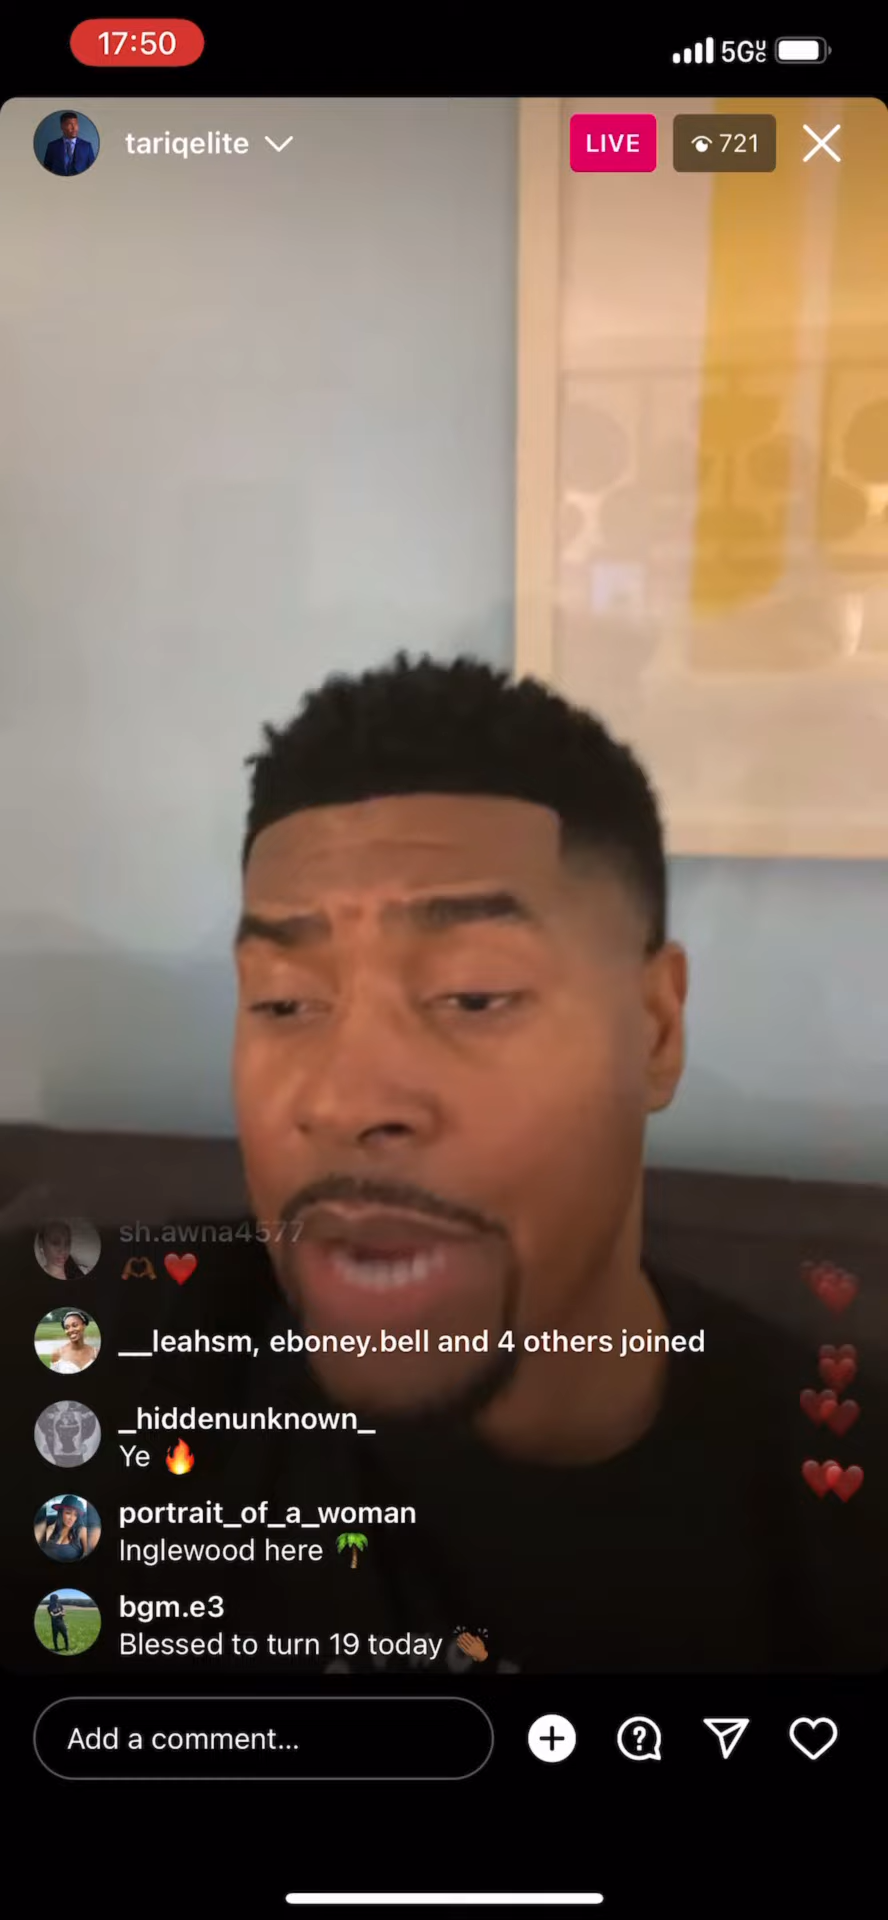 17:50
5G UC
tariqelite
LIVE
721
sh.awna4577
🫶🏾❤️
__leahsm, eboney.bell and 4 others joined
_hiddenunknown_
Ye 🔥
portrait_of_a_woman
Inglewood here 🌴
bgm.e3
Blessed to turn 19 today 👏🏾
Add a comment...